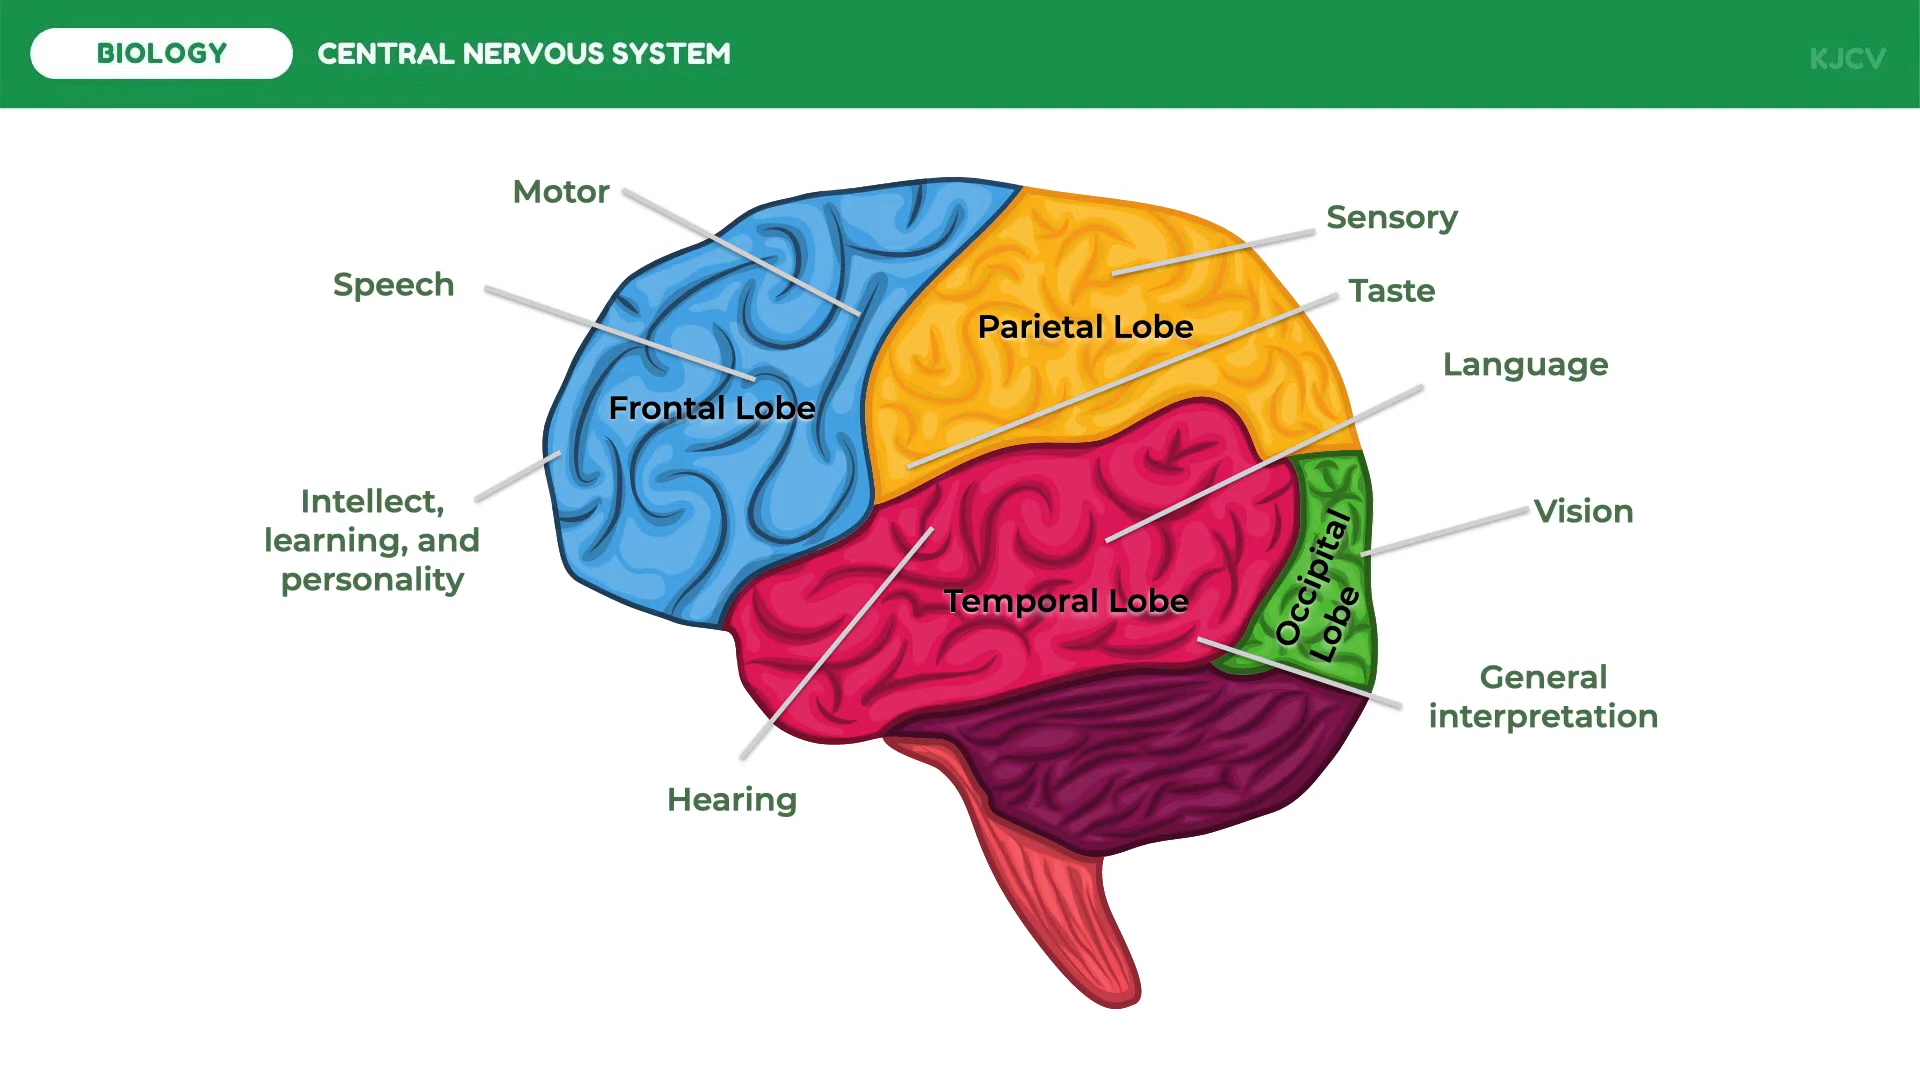 BIOLOGY
CENTRAL NERVOUS SYSTEM
KJCV
Motor
Speech
Intellect,
learning, and
personality
Frontal Lobe
Parietal Lobe
Sensory
Taste
Language
Vision
Occipital
Lobe
Temporal Lobe
General
interpretation
Hearing